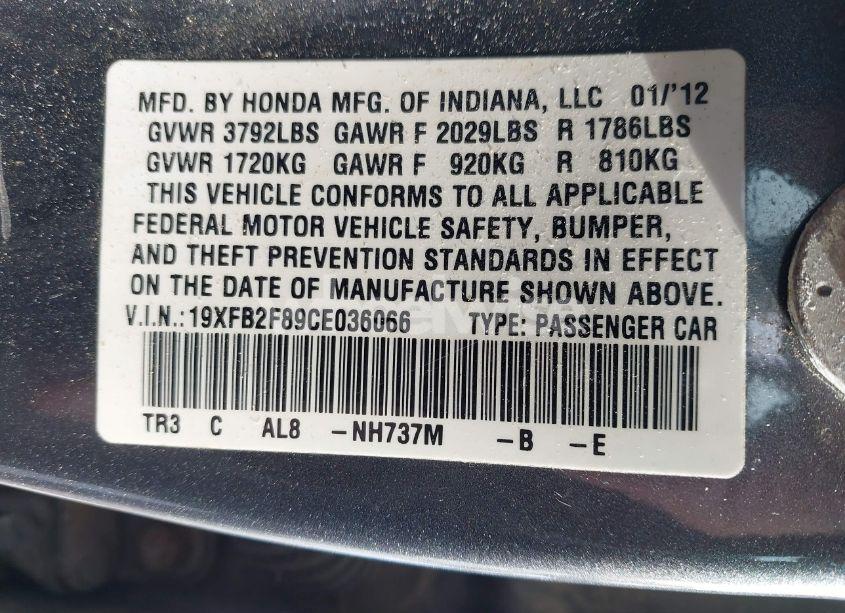 MFD. BY HONDA MFG. OF INDIANA, LLC 01/'12
GVWR 3792LBS GAWR F 2029LBS R 1786LBS
GVWR 1720KG GAWR F 920KG R 810KG
THIS VEHICLE CONFORMS TO ALL APPLICABLE
FEDERAL MOTOR VEHICLE SAFETY, BUMPER,
AND THEFT PREVENTION STANDARDS IN EFFECT
ON THE DATE OF MANUFACTURE SHOWN ABOVE.
V.I.N.:19XFB2F89CE036066 TYPE: PASSENGER CAR
TR3 C AL8 -NH737M -B -E